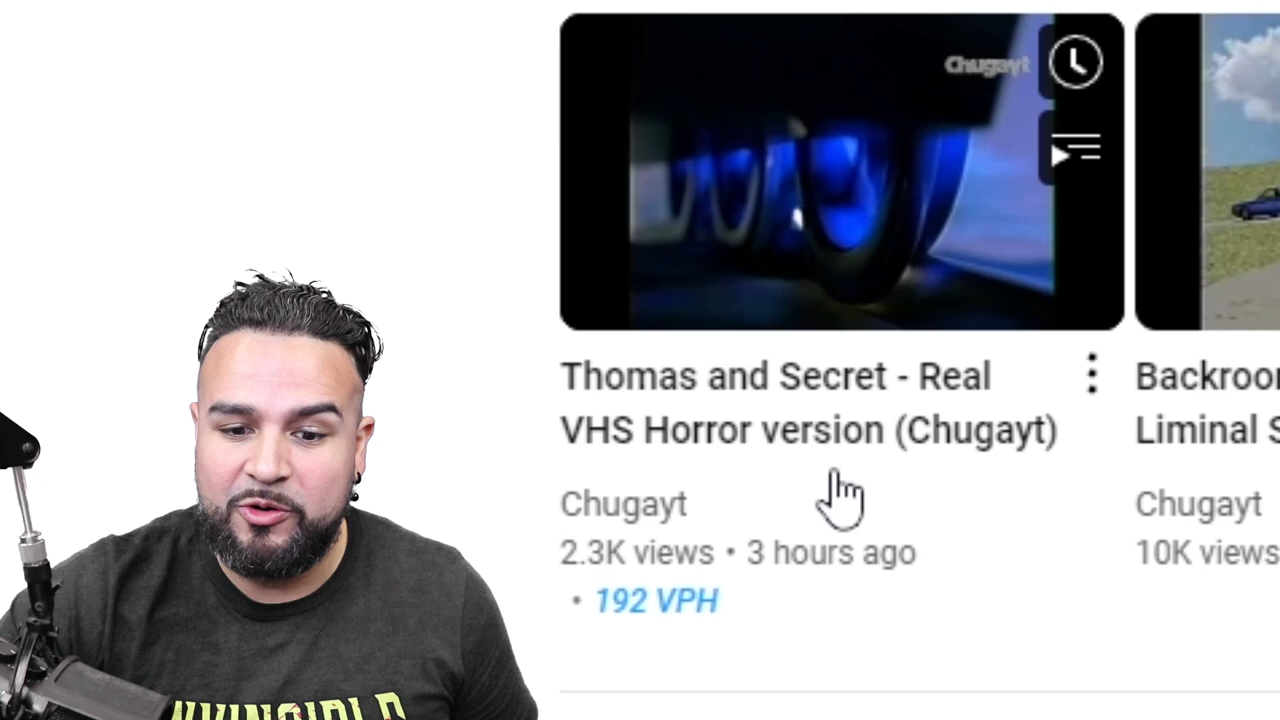 Chugayt
Thomas and Secret - Real
VHS Horror version (Chugayt)
Chugayt
2.3K views • 3 hours ago
• 192 VPH
Liminal
Chugayt
10K views